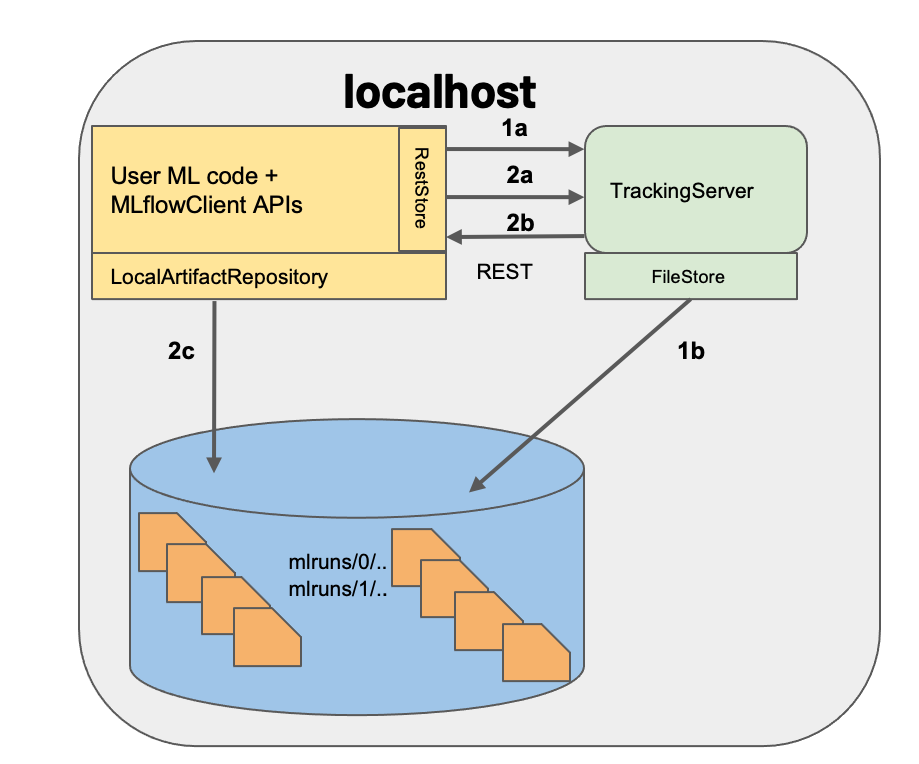 localhost
1a
User ML code +
MLflowClient APIs
RestStore
2a
TrackingServer
2b
REST
LocalArtifactRepository
FileStore
2c
1b
mlruns/0/..
mlruns/1/..